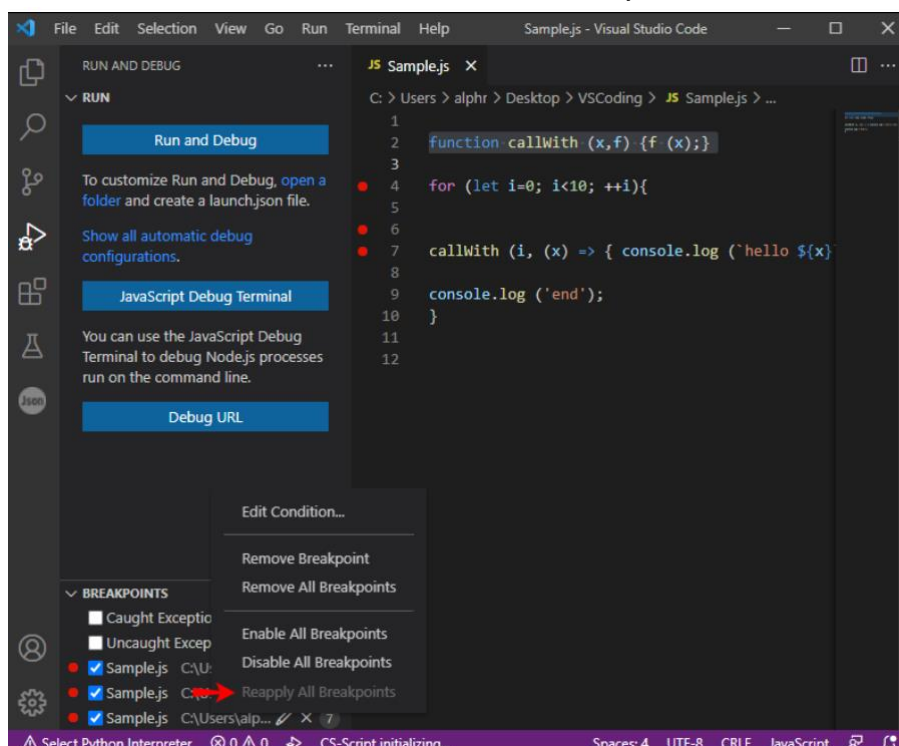 File Edit Selection View Go Run Terminal Help Sample.js - Visual Studio Code
RUN AND DEBUG
RUN
Run and Debug
To customize Run and Debug, open a
folder and create a launch.json file.
Show all automatic debug
configurations.
JavaScript Debug Terminal
You can use the JavaScript Debug
Terminal to debug Node.js processes
run on the command line.
Debug URL
Json
JS Sample.js
C: > Users > alphr > Desktop > VSCoding > JS Sample.js > ...
1
2 function callWith (x,f) {f (x);}
3
4 for (let i=0; i<10; ++i){
5
6
7 callWith (i, (x) => { console.log (`hello ${x}
8
9 console.log ('end');
10 }
11
12
Edit Condition...
Remove Breakpoint
Remove All Breakpoints
Enable All Breakpoints
Disable All Breakpoints
Reapply All Breakpoints
BREAKPOINTS
Caught Exceptio
Uncaught Excep
Sample.js C:\U
Sample.js C:\U
Sample.js C:\Users\alp... 7
Select Python Interpreter 0 0 CS-Script initializing Spaces: 4 UTF-8 CRLF JavaScript